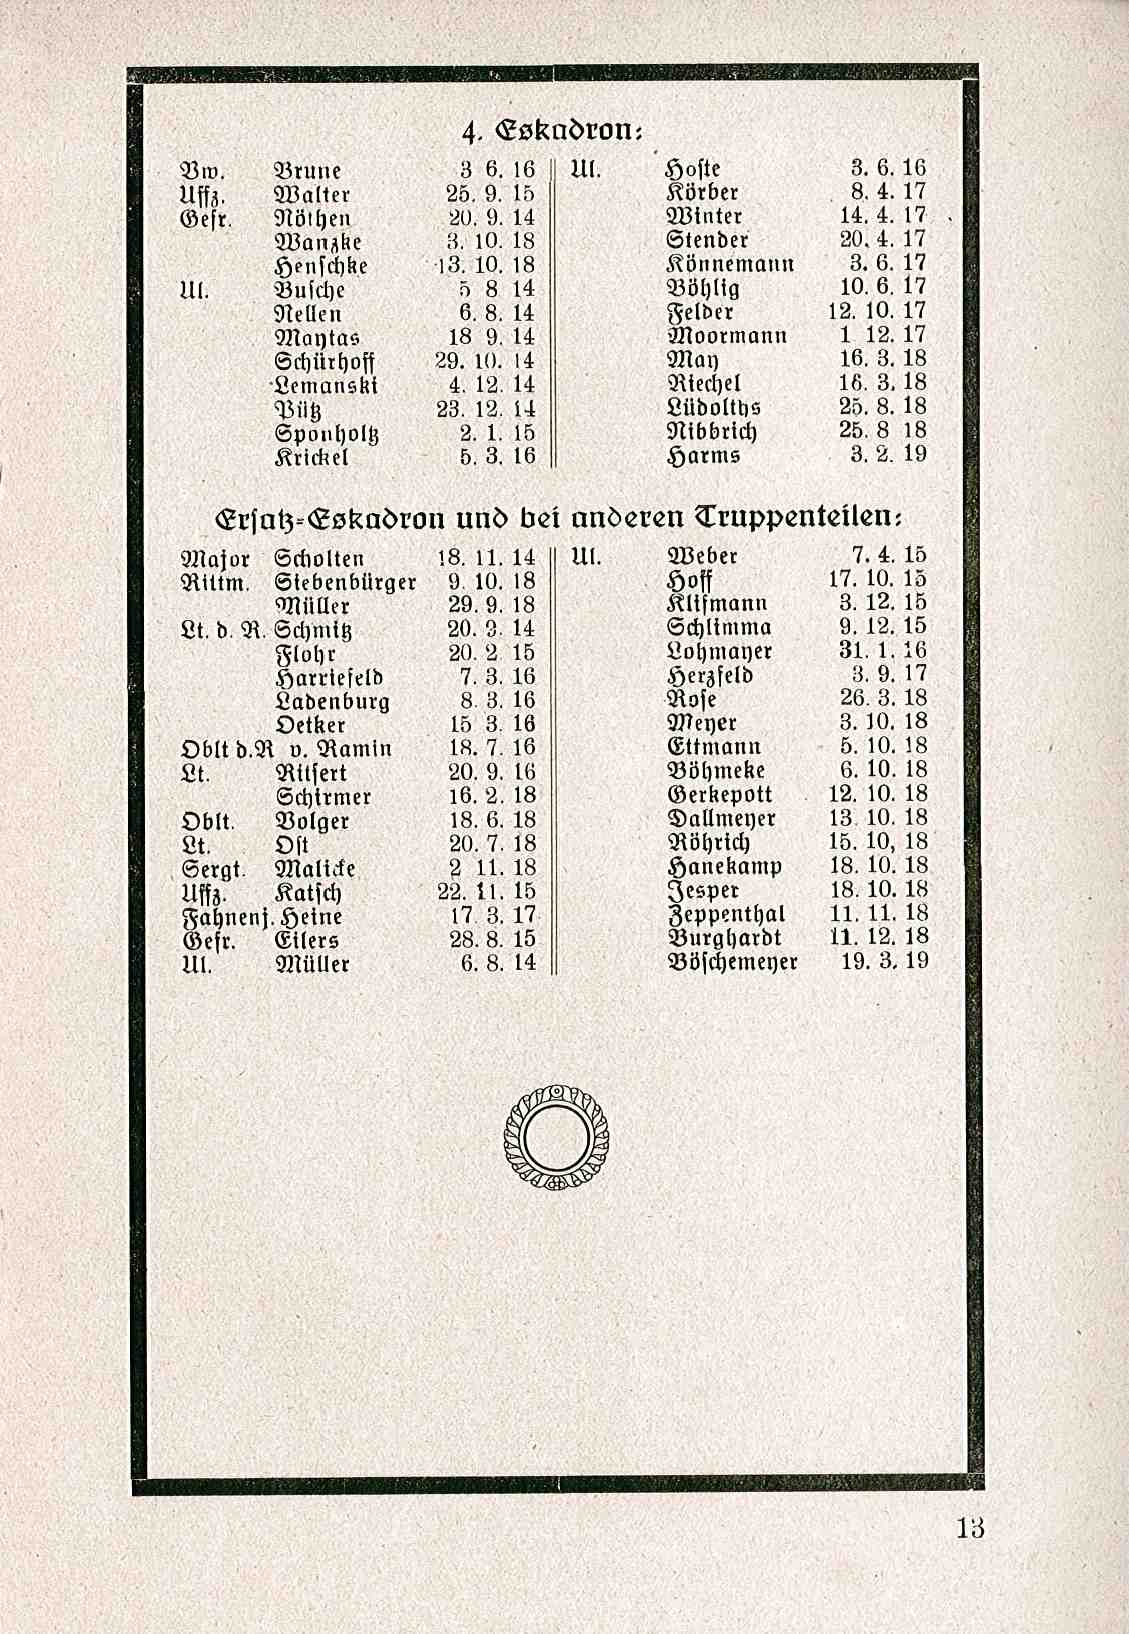 4. Eskadron:
Vw. Brune 3 6. 16
Uffz. Walter 25. 9. 15
Gefr. Nöthen 20. 9. 14
Wanzke 3. 10. 18
Henschke 13. 10. 18
Ul. Busche 5 8 14
Nellen 6. 8. 14
Maytas 18 9. 14
Schürhoff 29. 10. 14
Lemanski 4. 12. 14
Pütz 23. 12. 14
Sponholtz 2. 1. 15
Krickel 5. 3. 16
Ul. Hoste 3. 6. 16
Körber 8. 4. 17
Winter 14. 4. 17
Stender 20. 4. 17
Könnemann 3. 6. 17
Böhlig 10. 6. 17
Felder 12. 10. 17
Moormann 1 12. 17
May 16. 3. 18
Riechel 16. 3. 18
Lüdolths 25. 8. 18
Nibbrich 25. 8 18
Harms 3. 2. 19
Ersatz-Eskadron und bei anderen Truppenteilen:
Major Scholten 18. 11. 14
Rittm. Siebenbürger 9. 10. 18
Müller 29. 9. 18
Lt. d. R. Schmitz 20. 9. 14
Flohr 20. 2 15
Harriefeld 7. 3. 16
Ladenburg 8. 3. 16
Oetker 15 3. 16
Oblt d. R v. Ramin 18. 7. 16
Lt. Ritsert 20. 9. 16
Schirmer 16. 2. 18
Oblt. Volger 18. 6. 18
Lt. Ost 20. 7. 18
Sergt. Malicke 2 11. 18
Uffz. Katsch 22. 11. 15
Fahnenj. Heine 17. 3. 17
Gefr. Eilers 28. 8. 15
Ul. Müller 6. 8. 14
Ul. Weber 7. 4. 15
Hoff 17. 10. 15
Klifmann 3. 12. 15
Schlimma 9. 12. 15
Lohmayer 31. 1. 16
Herzfeld 3. 9. 17
Rose 26. 3. 18
Meyer 3. 10. 18
Ettmann 5. 10. 18
Böhmeke 6. 10. 18
Gerkepott 12. 10. 18
Dallmeyer 13. 10. 18
Röhrich 15. 10, 18
Hanekamp 18. 10. 18
Jesper 18. 10. 18
Zeppenthal 11. 11. 18
Burghardt 11. 12. 18
Böschemeyer 19. 3. 19
13